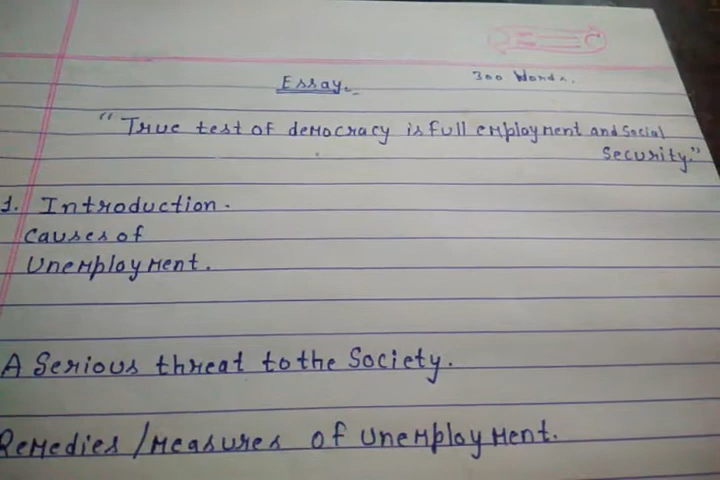 Essay
300 Words.
"True test of democracy is full employment and Social
Security."
1. Introduction.
Causes of
Unemployment.
A Serious threat to the Society.
Remedies/measures of unemployment.